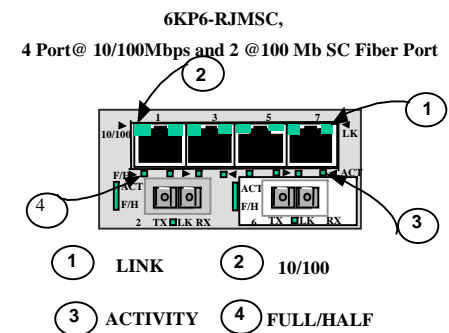 6KP6-RJMSC,
4 Port@ 10/100Mbps and 2 @100 Mb SC Fiber Port
2
1
1 3 5 7
10/100 LK
F/H ACT
ACT ACT
F/H F/H
4
3
2 TX LK RX 6 TX LK RX
1 LINK 2 10/100
3 ACTIVITY 4 FULL/HALF